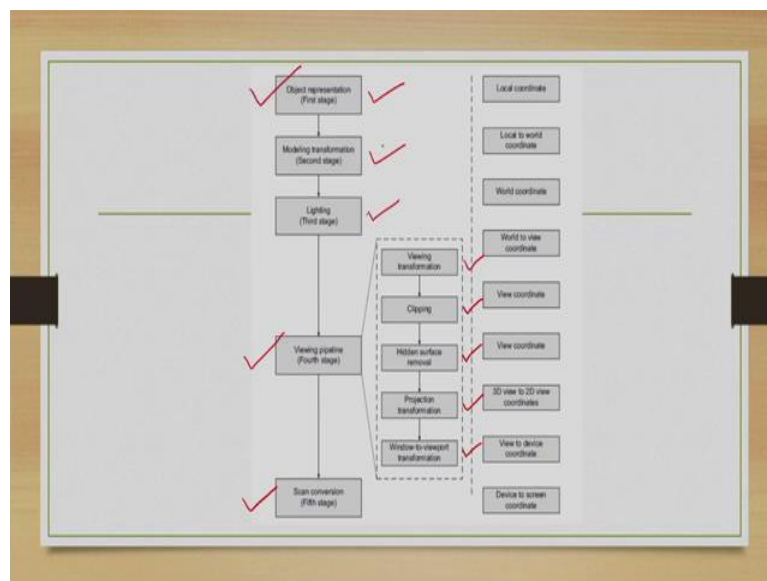 Object representation
(First stage)
Modeling transformation
(Second stage)
Lighting
(Third stage)
Viewing pipeline
(Fourth stage)
Scan conversion
(Fifth stage)
Viewing
transformation
Clipping
Hidden surface
removal
Projection
transformation
Window-to-viewport
transformation
Local coordinate
Local to world
coordinate
World coordinate
World to view
coordinate
View coordinate
View coordinate
3D view to 2D view
coordinates
View to device
coordinate
Device to screen
coordinate